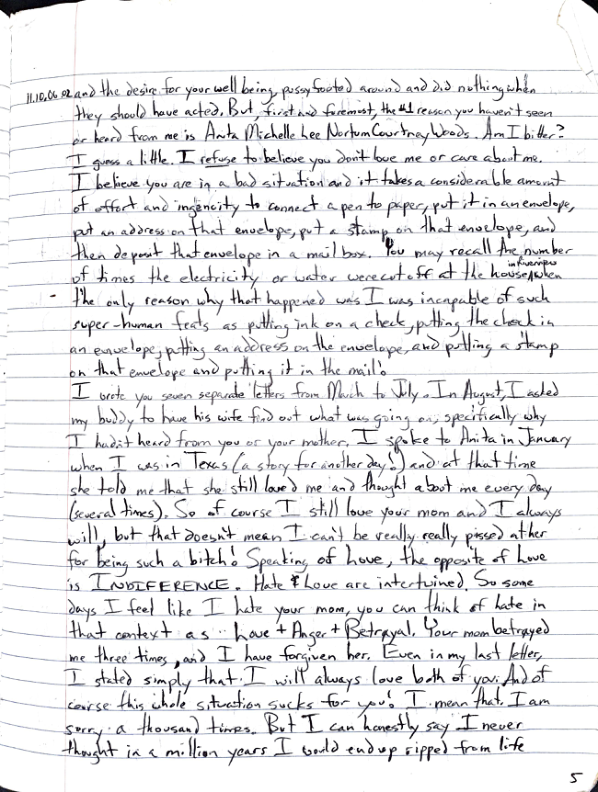 11.10.06.02 and the desire for your well being, pussy footed around and did nothing when
they should have acted. But, first and foremost, the #1 reason you haven't seen
or heard from me is Anita Michelle Lee Nortum Courtney Woods. Am I bitter?
I guess a little. I refuse to believe you don't love me or care about me.
I believe you are in a bad situation and it takes a considerable amount
of effort and ingencity to connect a pen to paper, put it in an envelope,
put an address on that envelope, put a stamp on that envelope, and
then deposit that envelope in a mail box. You may recall the number
of times the electricity or water were cut off at the house in Riverview when
the only reason why that happened was I was incapable of such
super-human feats as putting ink on a check, putting the check in
an envelope, putting an address on the envelope, and putting a stamp
on that envelope and putting it in the mail!
I wrote you seven separate letters from March to July. In August, I asked
my buddy to have his wife find out what was going on, specifically why
I hadn't heard from you or your mother. I spoke to Anita in January
when I was in Texas (a story for another day!) and at that time
she told me that she still loved me and thought about me every day
(several times). So of course I still love your mom and I always
will, but that doesn't mean I can't be really really pissed at her
for being such a bitch! Speaking of Love, the opposite of Love
is INDIFERENCE. Hate & Love are intertwined. So some
days I feel like I hate your mom, you can think of hate in
that context as: Love + Anger + Betrayal. Your mom betrayed
me three times, and I have forgiven her. Even in my last letter,
I stated simply that I will always love both of you. And of
course this whole situation sucks for you! I mean that. I am
sorry a thousand times. But I can honestly say I never
thought in a million years I would end up ripped from life
5